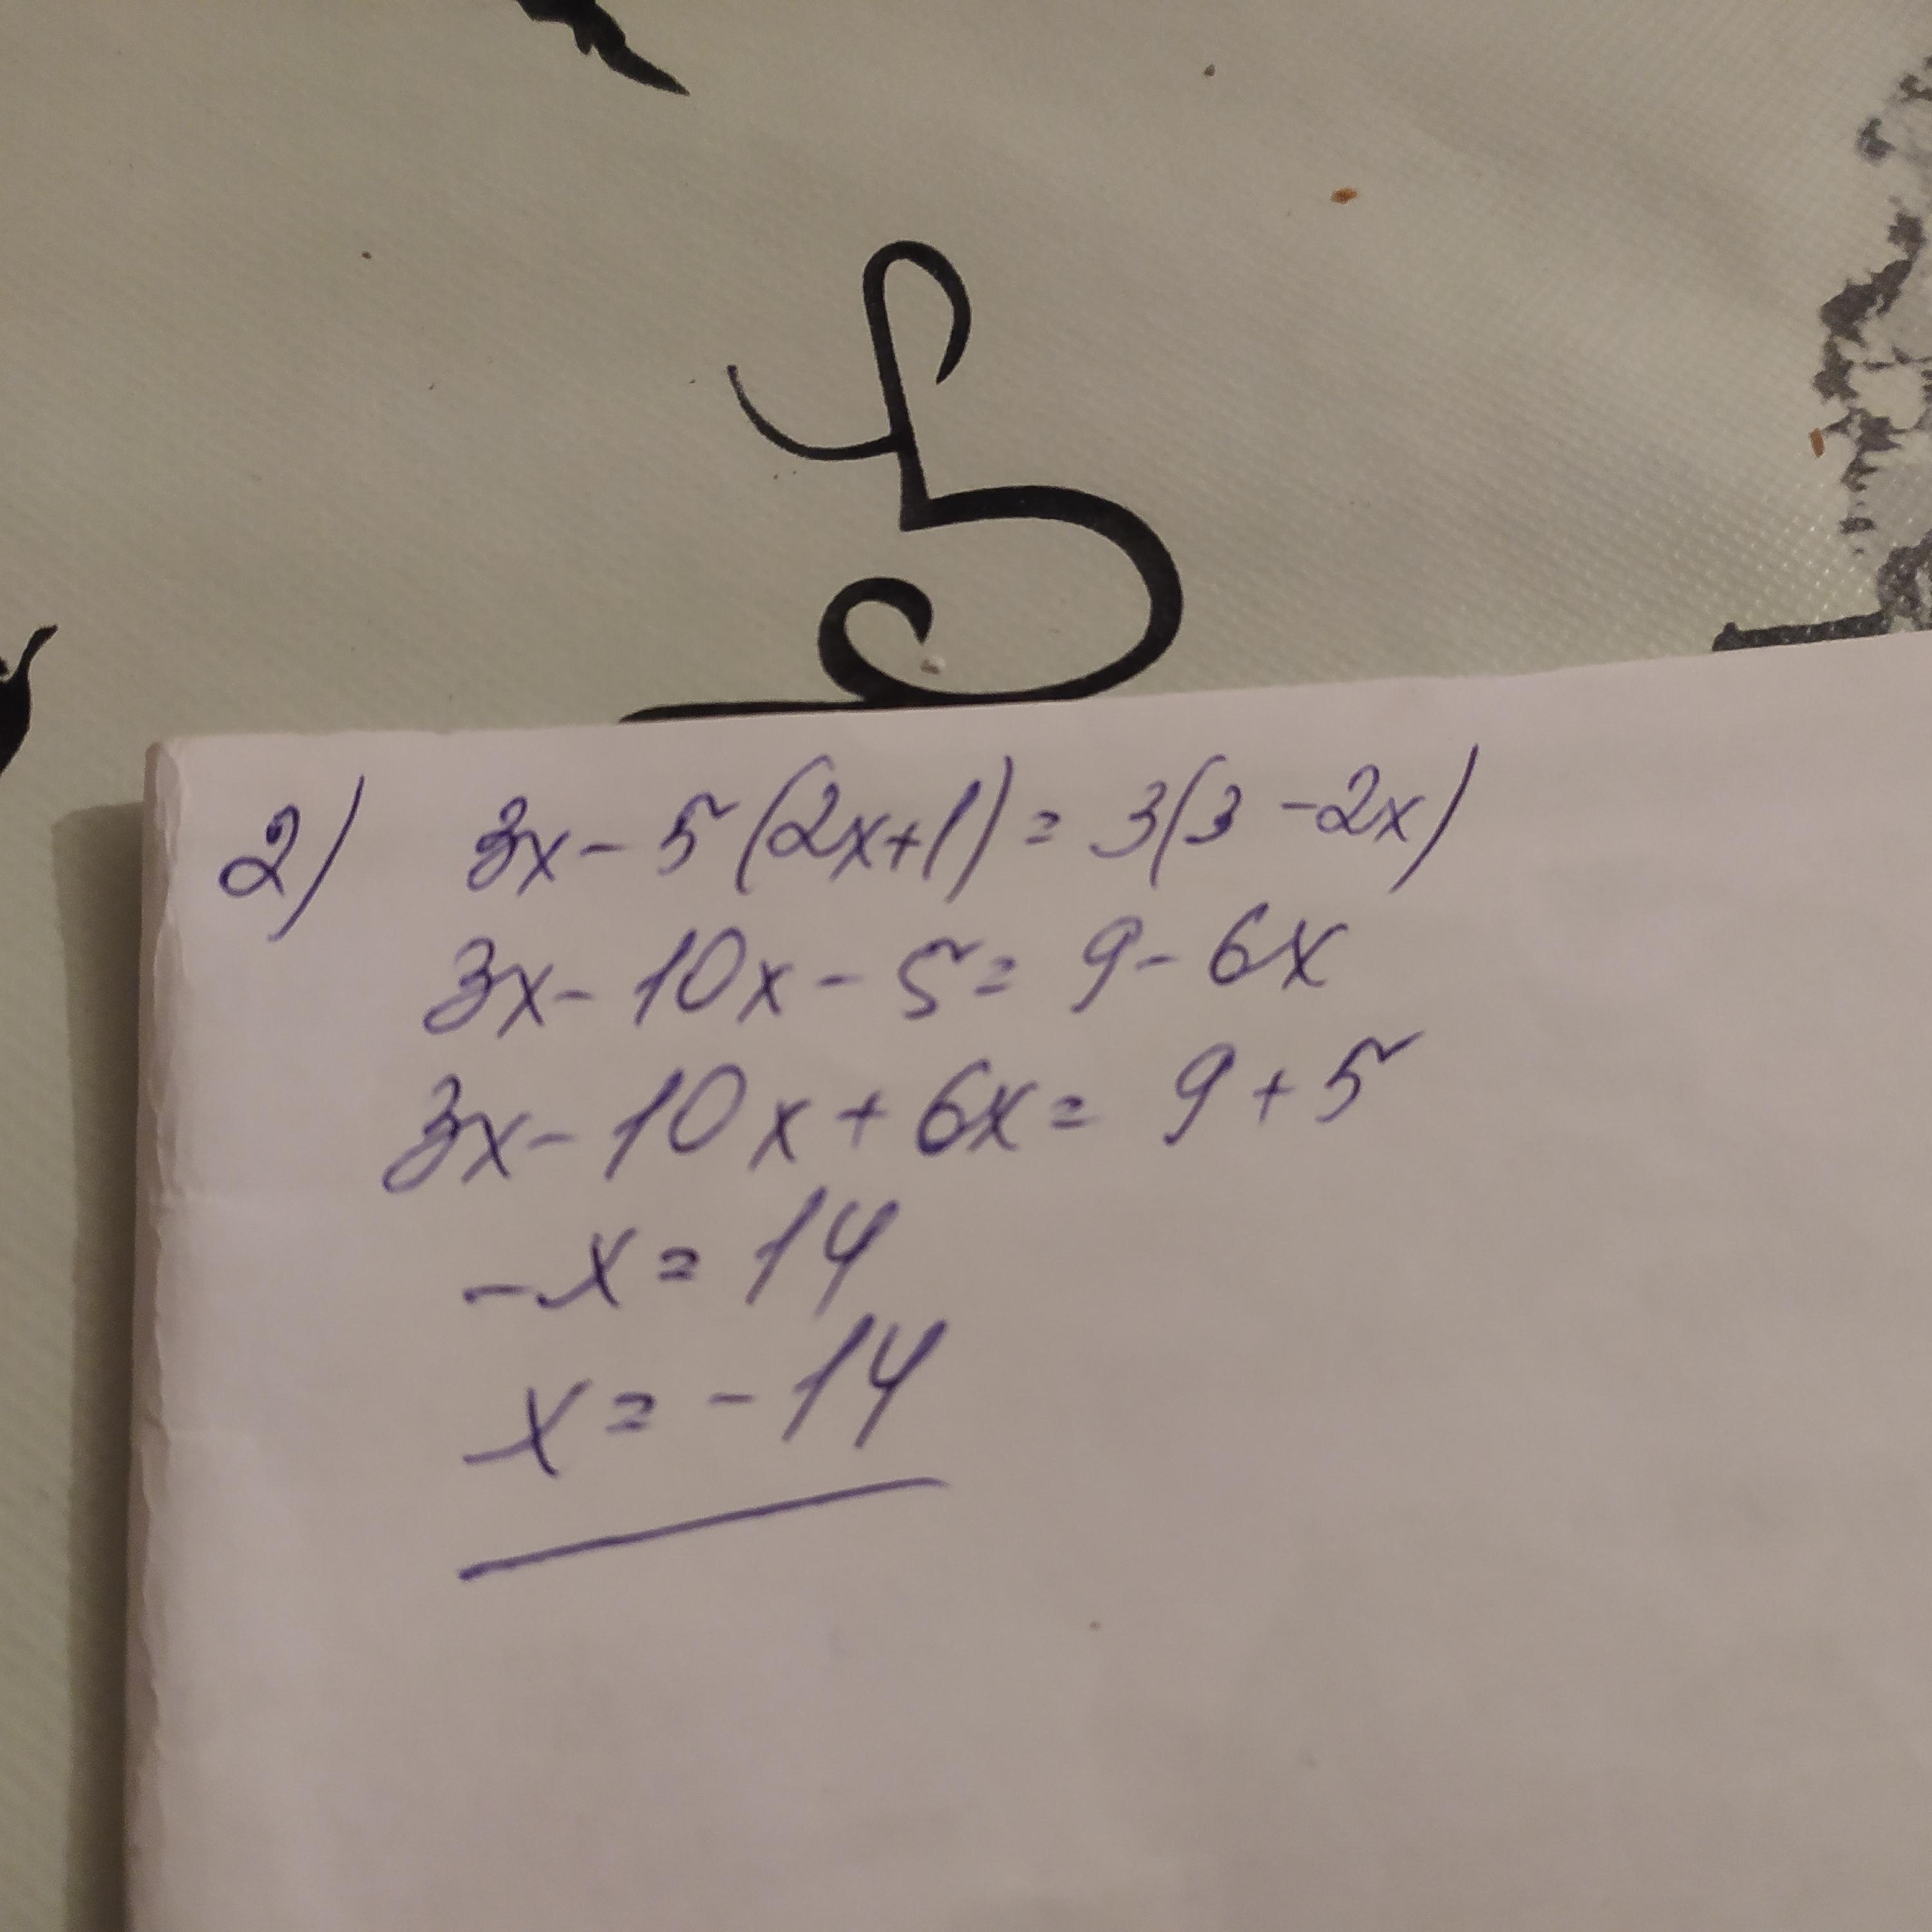 2) 3x - 5(2x+1) = 3(3 - 2x)
3x - 10x - 5 = 9 - 6x
3x - 10x + 6x = 9 + 5
-x = 14
x = -14